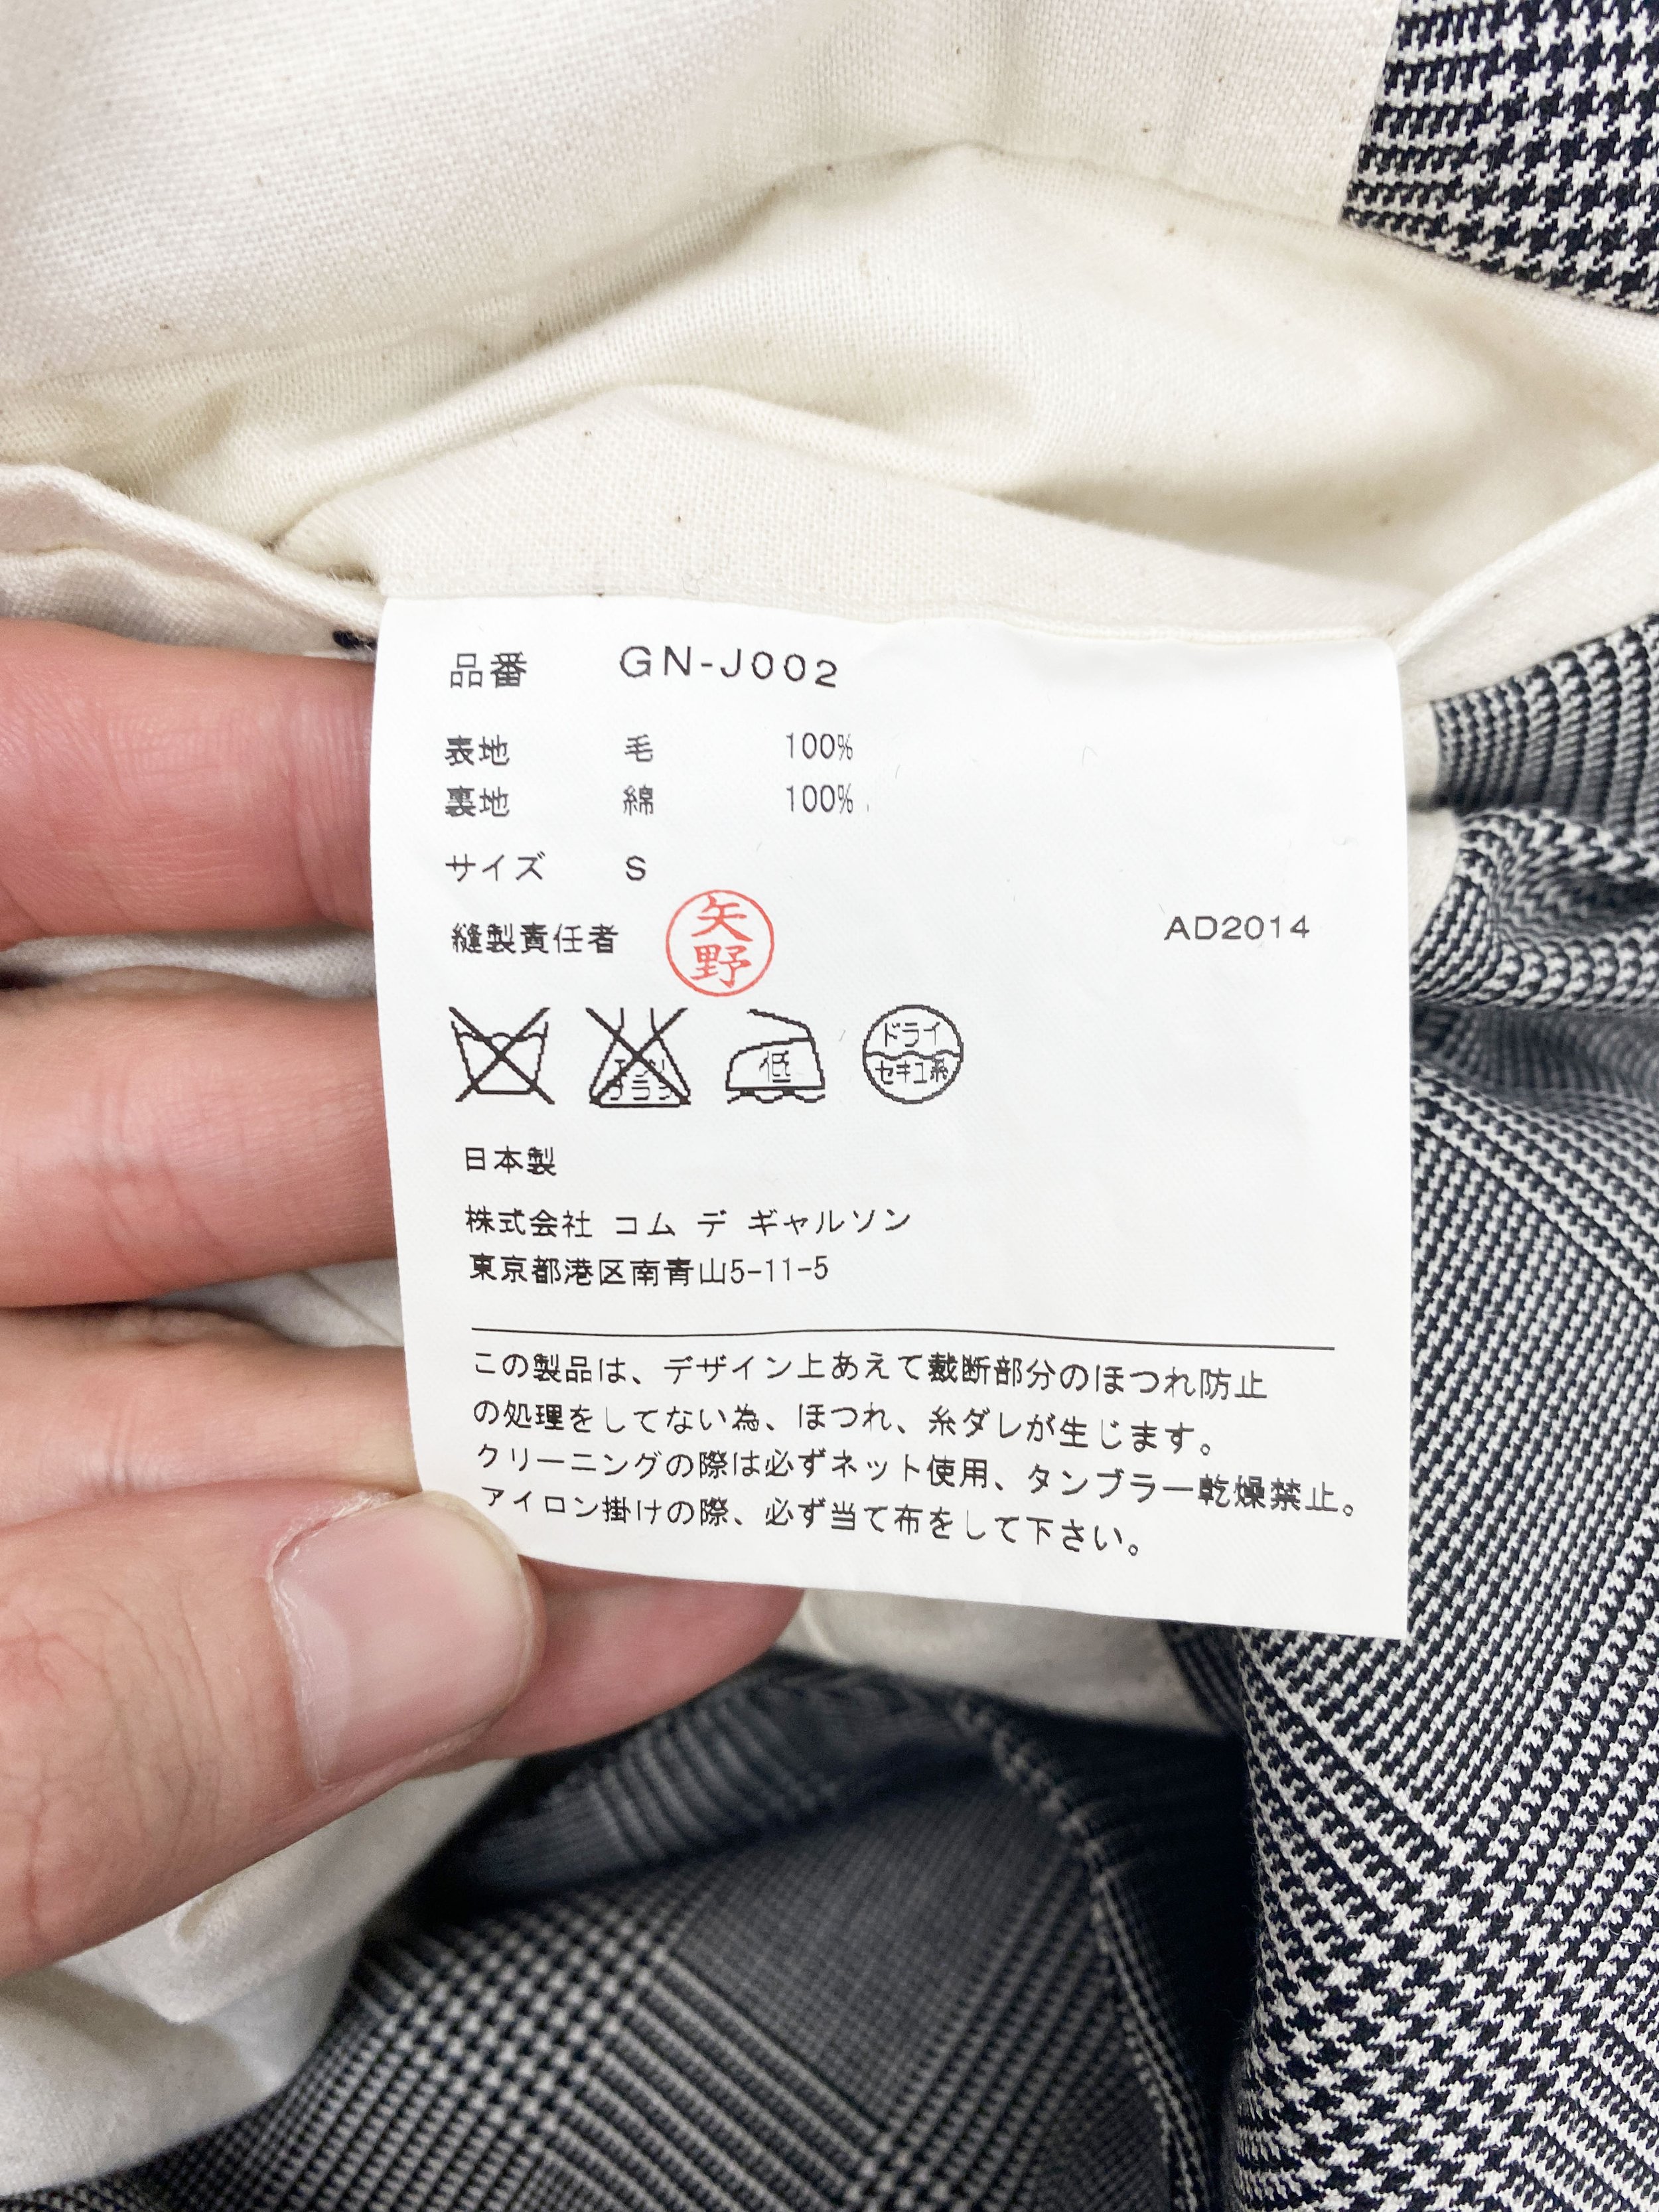 品番 GN-J002
表地 毛 100%
裏地 綿 100%
サイズ S
縫製責任者 矢野 AD2014
エンソ
サラシ
低
ドライ
セキユ系
日本製
株式会社 コム デ ギャルソン
東京都港区南青山5-11-5
この製品は、デザイン上あえて裁断部分のほつれ防止
の処理をしてない為、ほつれ、糸ダレが生じます。
クリーニングの際は必ずネット使用、タンブラー乾燥禁止。
アイロン掛けの際、必ず当て布をして下さい。